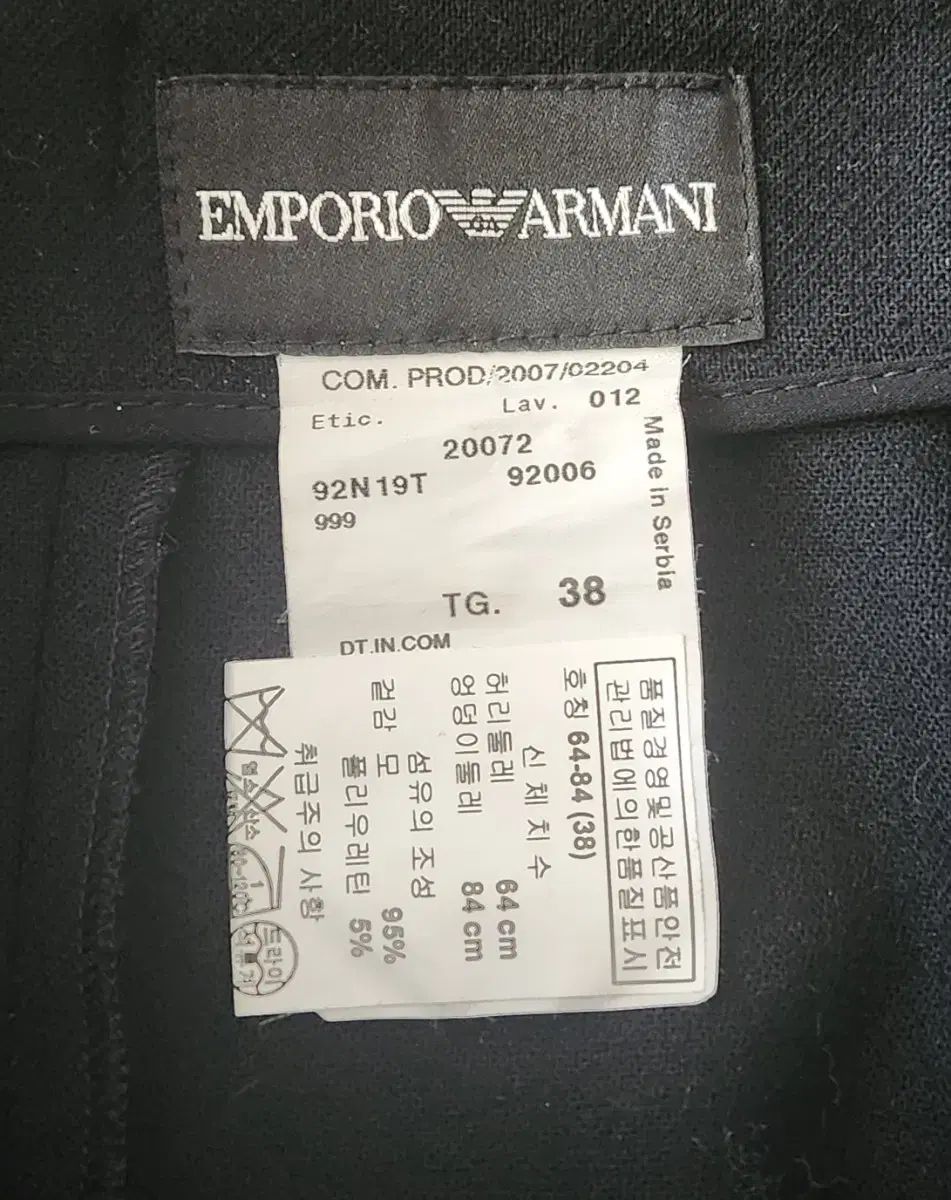 EMPORIO ARMANI
COM. PROD/2007/02204
Etic. Lav. 012
20072
92N19T 92006
999
Made in Serbia
TG. 38
DT.IN.COM
품질경영및공산품안전
관리법에의한품질표시
호칭 64-84 (38)
신체치수
허리둘레 64 cm
엉덩이둘레 84 cm
섬유의 조성
겉감 모 95%
폴리우레턴 5%
취급주의 사항
드라이